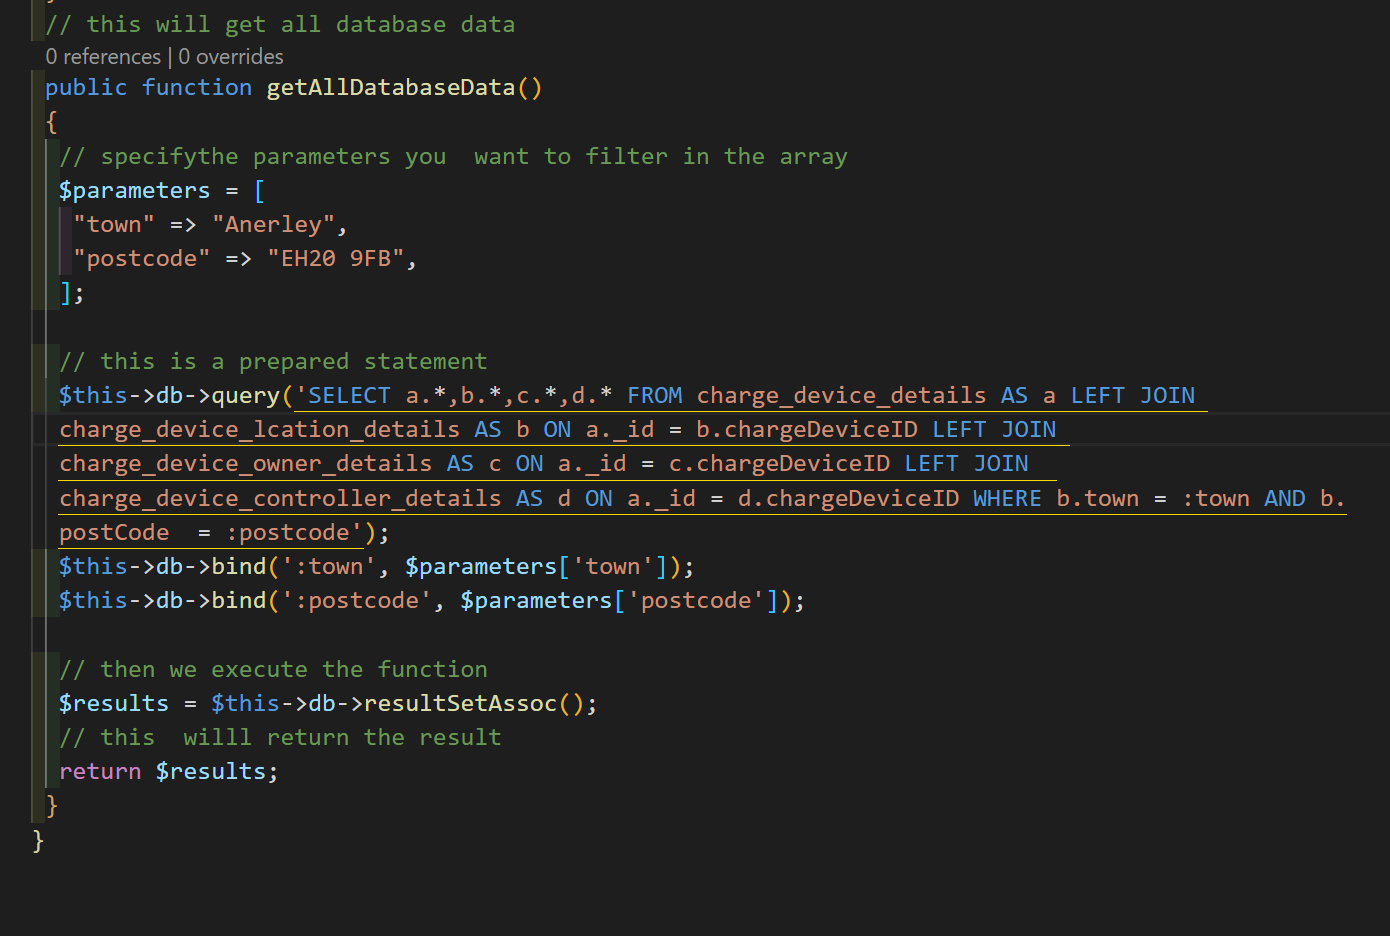 // this will get all database data
0 references | 0 overrides
public function getAllDatabaseData()
{
// specifythe parameters you  want to filter in the array
$parameters = [
"town" => "Anerley",
"postcode" => "EH20 9FB",
];
// this is a prepared statement
$this->db->query('SELECT a.*,b.*,c.*,d.* FROM charge_device_details AS a LEFT JOIN
charge_device_lcation_details AS b ON a._id = b.chargeDeviceID LEFT JOIN
charge_device_owner_details AS c ON a._id = c.chargeDeviceID LEFT JOIN
charge_device_controller_details AS d ON a._id = d.chargeDeviceID WHERE b.town = :town AND b.
postCode  = :postcode');
$this->db->bind(':town', $parameters['town']);
$this->db->bind(':postcode', $parameters['postcode']);
// then we execute the function
$results = $this->db->resultSetAssoc();
// this  willl return the result
return $results;
}
}